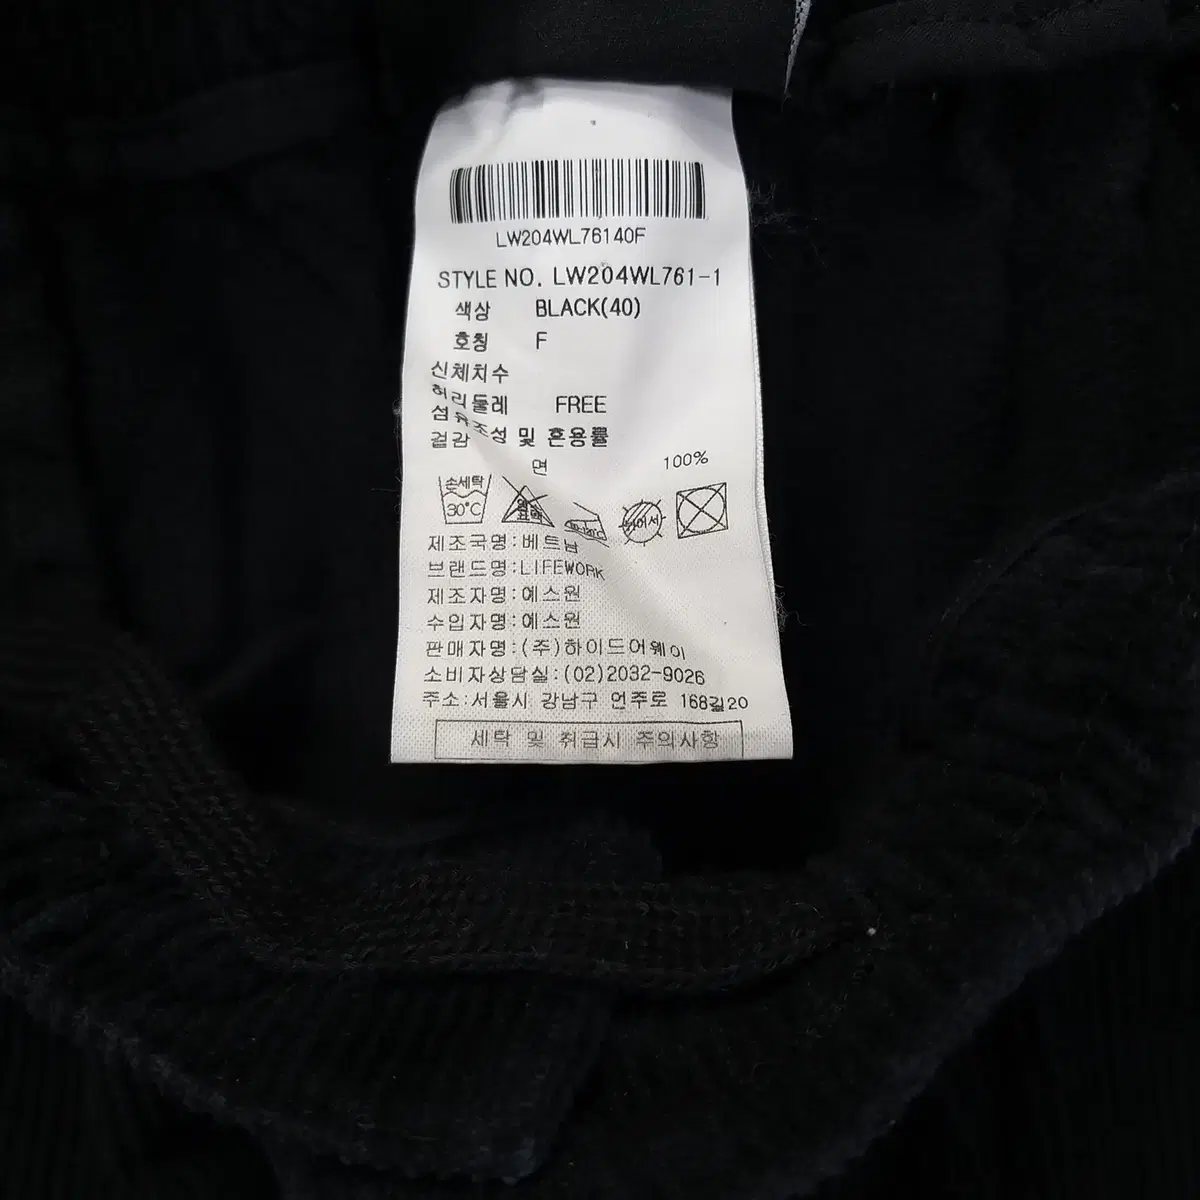 LW204WL76140F
STYLE NO. LW204WL761-1
색상 BLACK(40)
호칭 F
신체치수
허리둘레 FREE
섬유조성 및 혼용률
겉감
면 100%
손세탁
30℃
제조국명:베트남
브랜드명:LIFEWORK
제조자명:에스원
수입자명:에스원
판매자명:(주)하이드어웨이
소비자상담실:(02)2032-9026
주소:서울시 강남구 언주로 168길20
세탁 및 취급시 주의사항